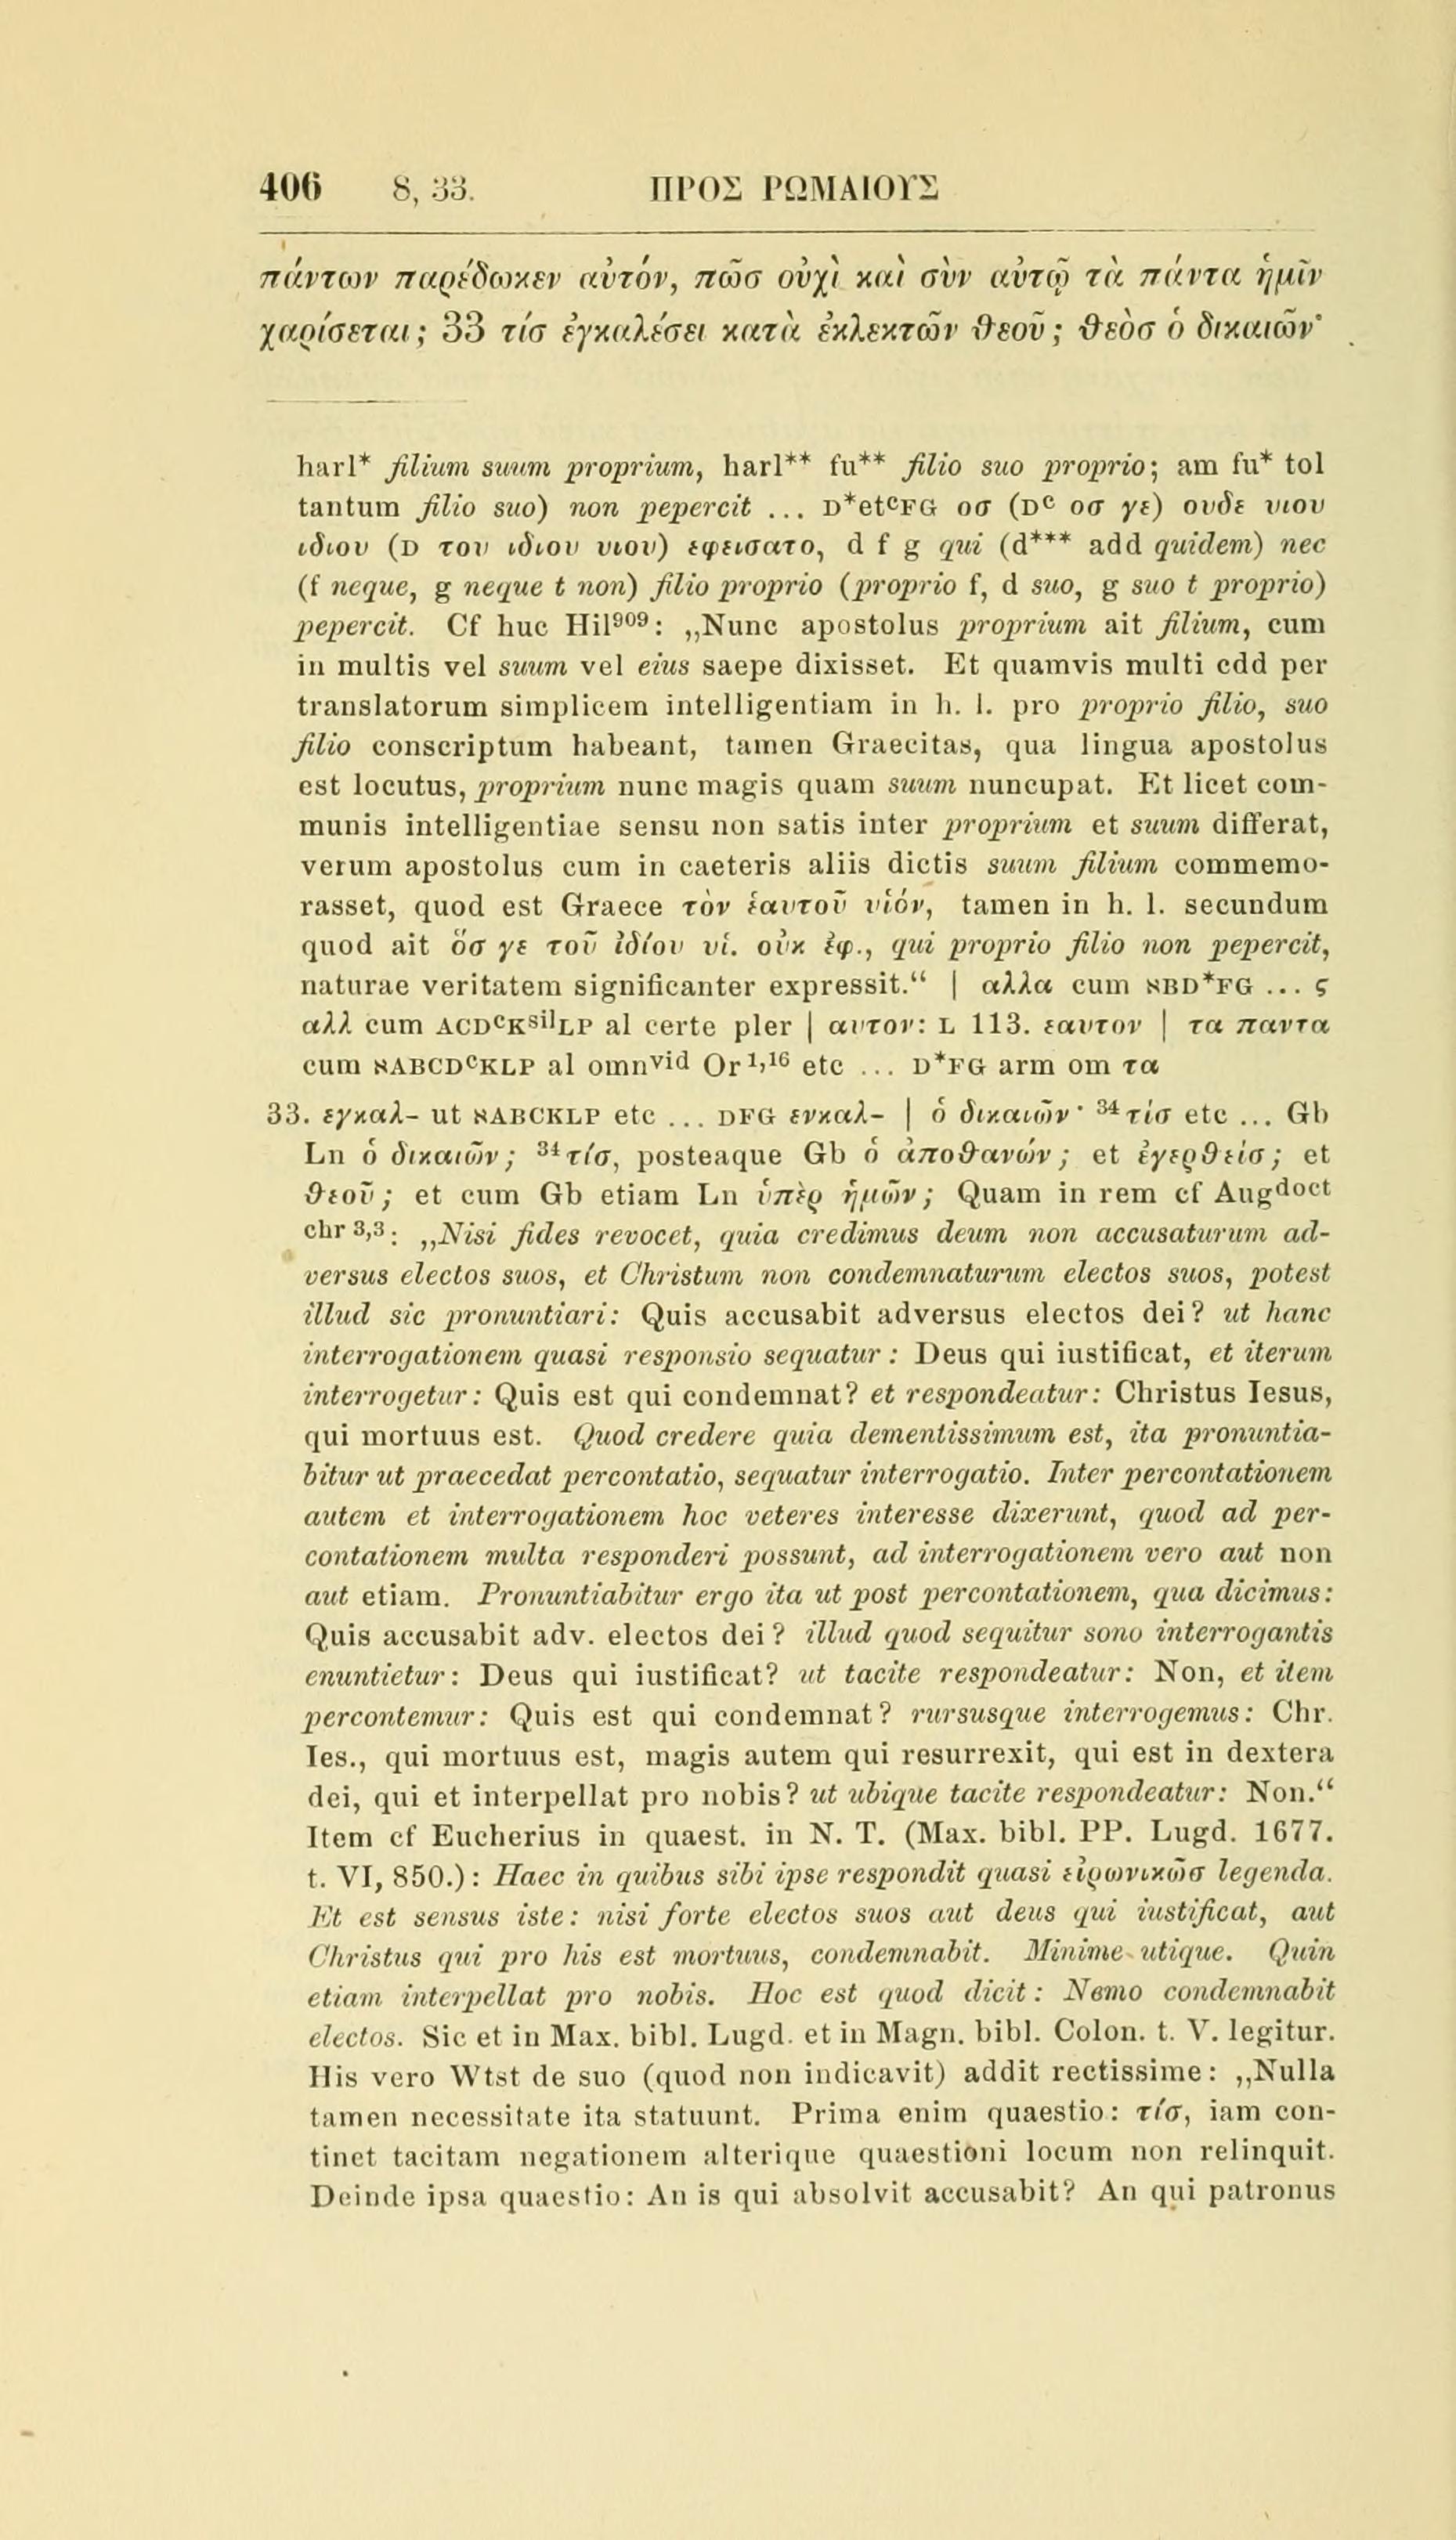 406 8, 33. ΠΡΟΣ ΡΩΜΑΙΟΥΣ
πάντων παρέδωκεν αὐτόν, πῶσ οὐχὶ καὶ σὺν αὐτῷ τὰ πάντα ἡμῖν
χαρίσεται; 33 τίσ ἐγκαλέσει κατὰ ἐκλεκτῶν θεοῦ; θεὸσ ὁ δικαιῶν·
harl* filium suum proprium, harl** fu** filio suo proprio; am fu* tol
tantum filio suo) non pepercit ... D*etᶜFG οσ (Dᶜ οσ γε) ουδε υιου
ιδιου (D του ιδιου υιου) εφεισατο, d f g qui (d*** add quidem) nec
(f neque, g neque t non) filio proprio (proprio f, d suo, g suo t proprio)
pepercit. Cf huc Hil⁹⁰⁹: „Nunc apostolus proprium ait filium, cum
in multis vel suum vel eius saepe dixisset. Et quamvis multi cdd per
translatorum simplicem intelligentiam in h. l. pro proprio filio, suo
filio conscriptum habeant, tamen Graecitas, qua lingua apostolus
est locutus, proprium nunc magis quam suum nuncupat. Et licet com-
munis intelligentiae sensu non satis inter proprium et suum differat,
verum apostolus cum in caeteris aliis dictis suum filium commemo-
rasset, quod est Graece τὸν ἑαυτοῦ υἱόν, tamen in h. l. secundum
quod ait ὅσ γε τοῦ ἰδίου υἱ. οὐκ ἐφ., qui proprio filio non pepercit,
naturae veritatem significanter expressit.“ | αλλα cum ℵBD*FG ... ς
αλλ cum ACDᶜKˢⁱˡLP al certe pler | αυτον: L 113. εαυτον | τα παντα
cum ℵABCDᶜKLP al omnᵛⁱᵈ Or¹,¹⁶ etc ... D*FG arm om τα
33. εγκαλ- ut ℵABCKLP etc ... DFG ενκαλ- | ὁ δικαιῶν· ³⁴τίσ etc ... Gb
Ln ὁ δικαιῶν; ³⁴τίσ, posteaque Gb ὁ ἀποθανών; et ἐγερθείσ; et
θεοῦ; et cum Gb etiam Ln ὑπὲρ ἡμῶν; Quam in rem cf Augᵈᵒᶜᵗ
ᶜʰʳ ³,³: „Nisi fides revocet, quia credimus deum non accusaturum ad-
versus electos suos, et Christum non condemnaturum electos suos, potest
illud sic pronuntiari: Quis accusabit adversus electos dei? ut hanc
interrogationem quasi responsio sequatur: Deus qui iustificat, et iterum
interrogetur: Quis est qui condemnat? et respondeatur: Christus Iesus,
qui mortuus est. Quod credere quia dementissimum est, ita pronuntia-
bitur ut praecedat percontatio, sequatur interrogatio. Inter percontationem
autem et interrogationem hoc veteres interesse dixerunt, quod ad per-
contationem multa responderi possunt, ad interrogationem vero aut non
aut etiam. Pronuntiabitur ergo ita ut post percontationem, qua dicimus:
Quis accusabit adv. electos dei? illud quod sequitur sono interrogantis
enuntietur: Deus qui iustificat? ut tacite respondeatur: Non, et item
percontemur: Quis est qui condemnat? rursusque interrogemus: Chr.
Ies., qui mortuus est, magis autem qui resurrexit, qui est in dextera
dei, qui et interpellat pro nobis? ut ubique tacite respondeatur: Non.“
Item cf Eucherius in quaest. in N. T. (Max. bibl. PP. Lugd. 1677.
t. VI, 850.): Haec in quibus sibi ipse respondit quasi εἰρωνικῶσ legenda.
Et est sensus iste: nisi forte electos suos aut deus qui iustificat, aut
Christus qui pro his est mortuus, condemnabit. Minime utique. Quin
etiam interpellat pro nobis. Hoc est quod dicit: Nemo condemnabit
electos. Sic et in Max. bibl. Lugd. et in Magn. bibl. Colon. t. V. legitur.
His vero Wtst de suo (quod non indicavit) addit rectissime: „Nulla
tamen necessitate ita statuunt. Prima enim quaestio: τίσ, iam con-
tinet tacitam negationem alterique quaestioni locum non relinquit.
Deinde ipsa quaestio: An is qui absolvit accusabit? An qui patronus